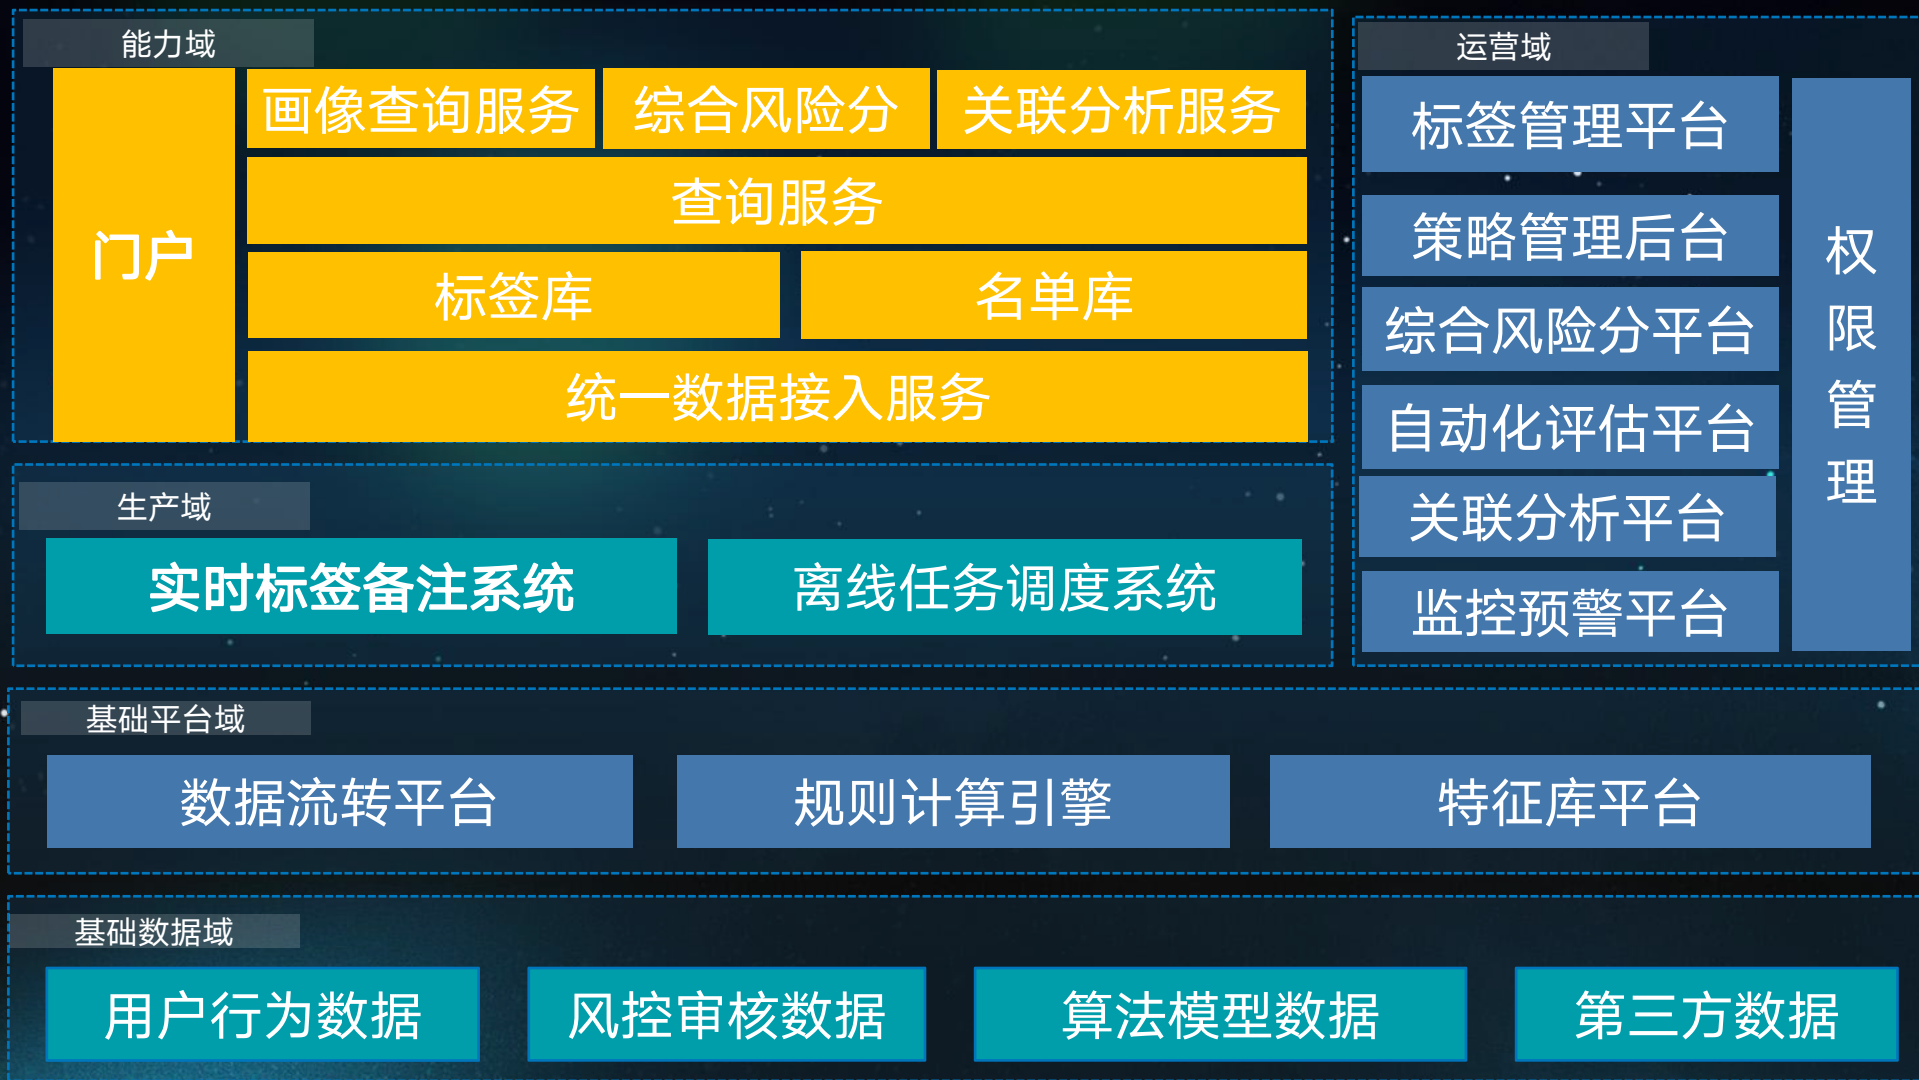 能力域
门户
画像查询服务
综合风险分
关联分析服务
查询服务
标签库
名单库
统一数据接入服务
运营域
标签管理平台
策略管理后台
综合风险分平台
自动化评估平台
关联分析平台
监控预警平台
权
限
管
理
生产域
实时标签备注系统
离线任务调度系统
基础平台域
数据流转平台
规则计算引擎
特征库平台
基础数据域
用户行为数据
风控审核数据
算法模型数据
第三方数据